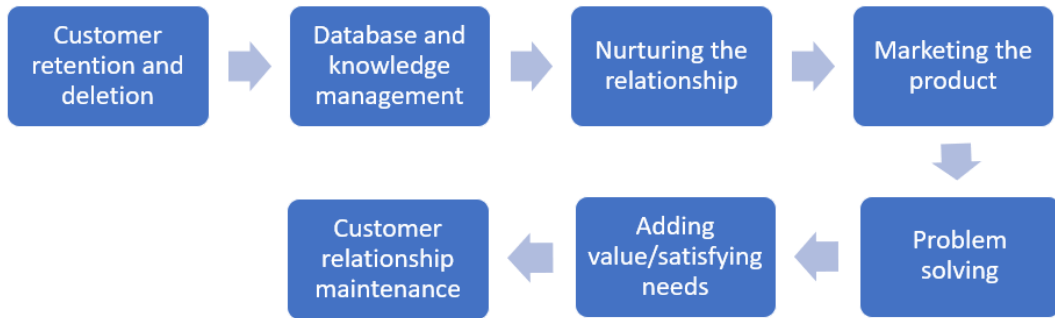 Customer
retention and
deletion
Database and
knowledge
management
Nurturing the
relationship
Marketing the
product
Problem
solving
Adding
value/satisfying
needs
Customer
relationship
maintenance